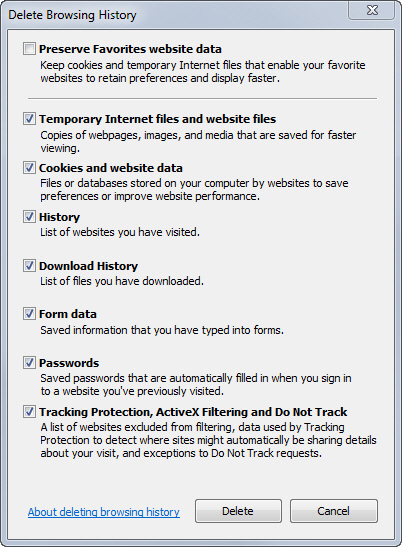 Delete Browsing History
Preserve Favorites website data
Keep cookies and temporary Internet files that enable your favorite
websites to retain preferences and display faster.
Temporary Internet files and website files
Copies of webpages, images, and media that are saved for faster
viewing.
Cookies and website data
Files or databases stored on your computer by websites to save
preferences or improve website performance.
History
List of websites you have visited.
Download History
List of files you have downloaded.
Form data
Saved information that you have typed into forms.
Passwords
Saved passwords that are automatically filled in when you sign in
to a website you've previously visited.
Tracking Protection, ActiveX Filtering and Do Not Track
A list of websites excluded from filtering, data used by Tracking
Protection to detect where sites might automatically be sharing details
about your visit, and exceptions to Do Not Track requests.
About deleting browsing history Delete Cancel